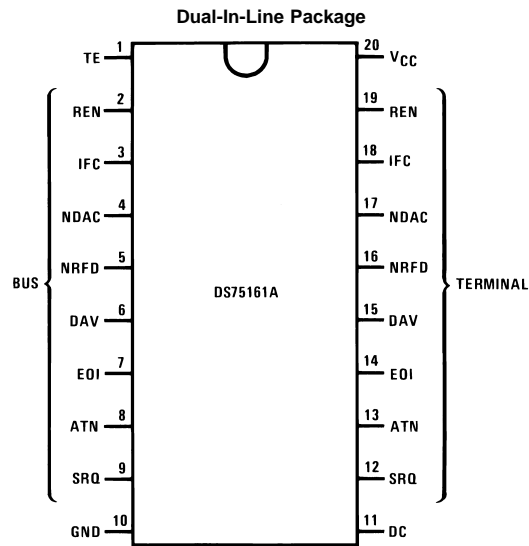 Dual-In-Line Package
TE 1 20 VCC
REN 2 19 REN
IFC 3 18 IFC
NDAC 4 17 NDAC
NRFD 5 16 NRFD
BUS DS75161A TERMINAL
DAV 6 15 DAV
EOI 7 14 EOI
ATN 8 13 ATN
SRQ 9 12 SRQ
GND 10 11 DC